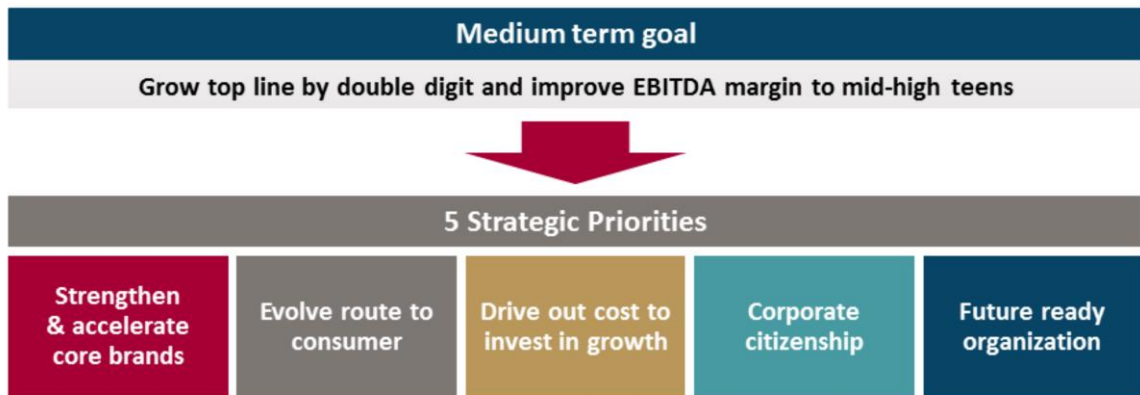 Medium term goal
Grow top line by double digit and improve EBITDA margin to mid-high teens
5 Strategic Priorities
Strengthen
& accelerate
core brands
Evolve route to
consumer
Drive out cost to
invest in growth
Corporate
citizenship
Future ready
organization